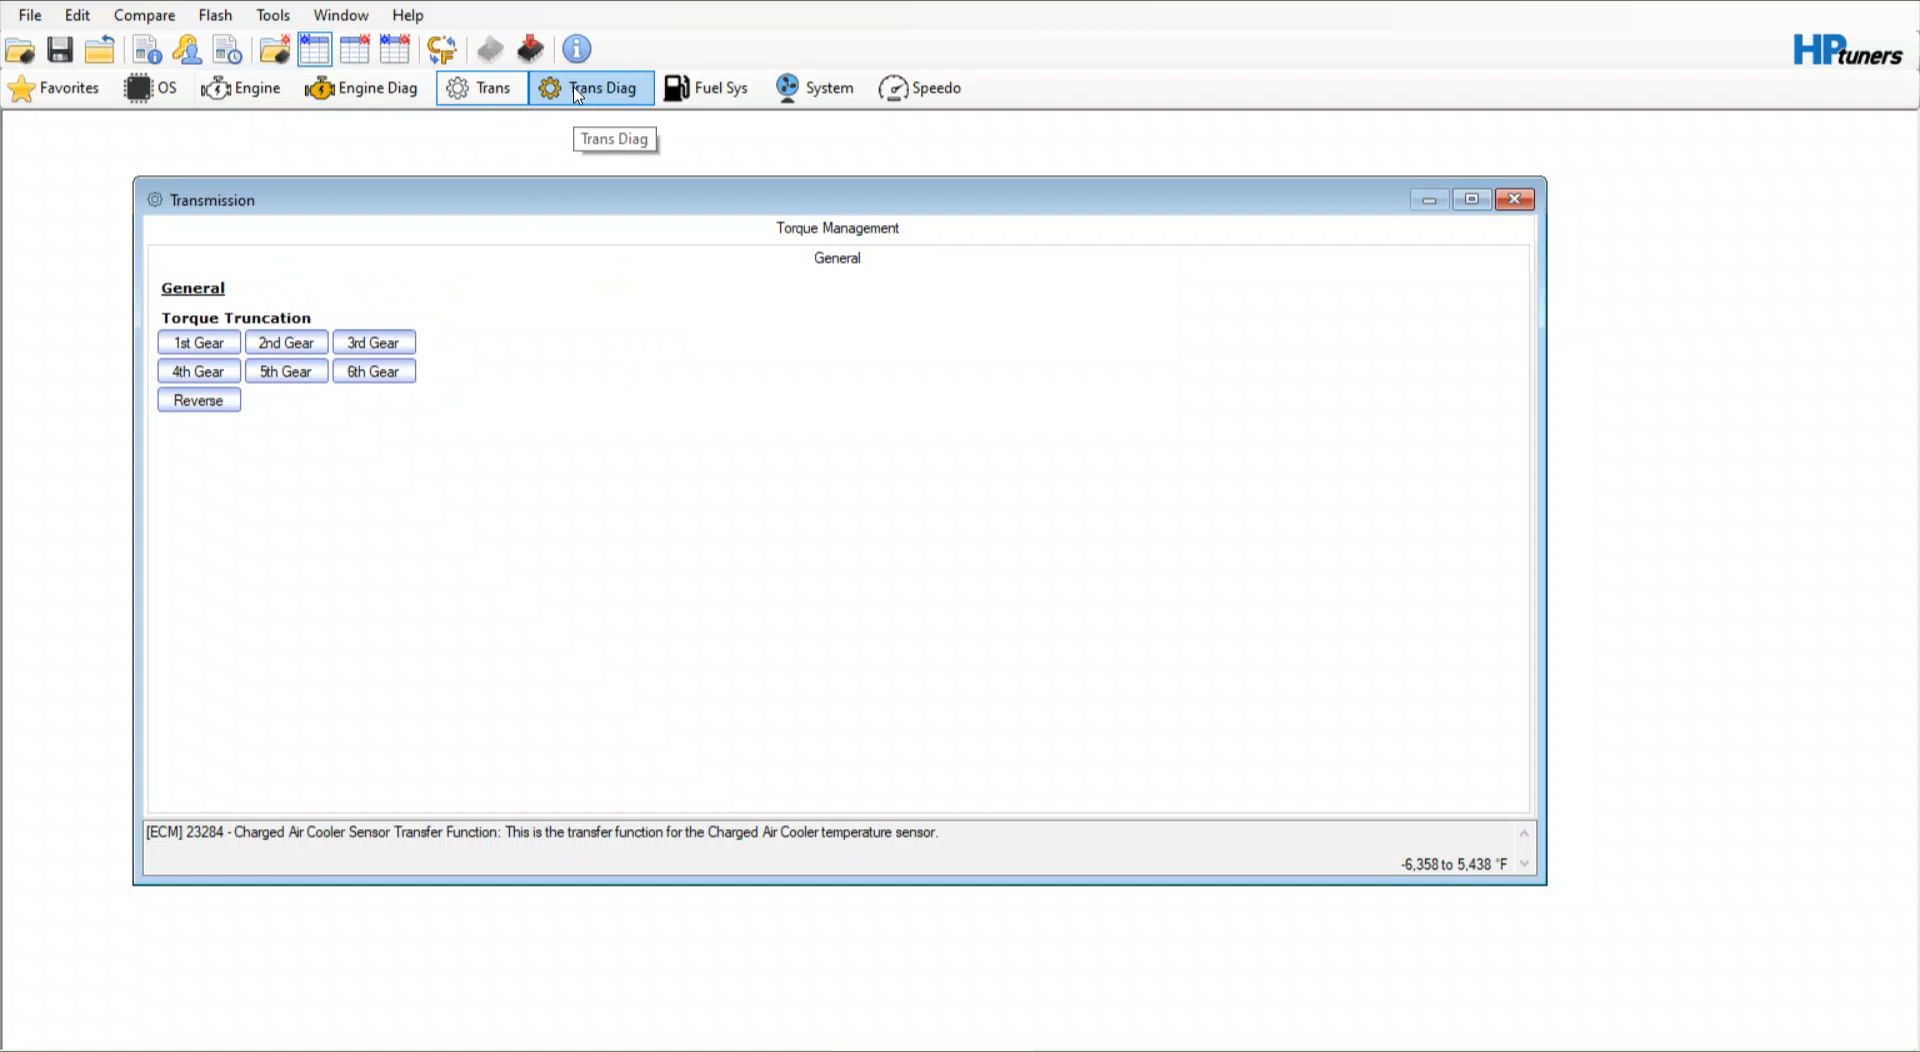 File Edit Compare Flash Tools Window Help
HPtuners
Favorites OS Engine Engine Diag Trans Trans Diag Fuel Sys System Speedo
Trans Diag
Transmission
Torque Management
General
General
Torque Truncation
1st Gear 2nd Gear 3rd Gear
4th Gear 5th Gear 6th Gear
Reverse
[ECM] 23284 - Charged Air Cooler Sensor Transfer Function: This is the transfer function for the Charged Air Cooler temperature sensor.
-6,358 to 5,438 °F